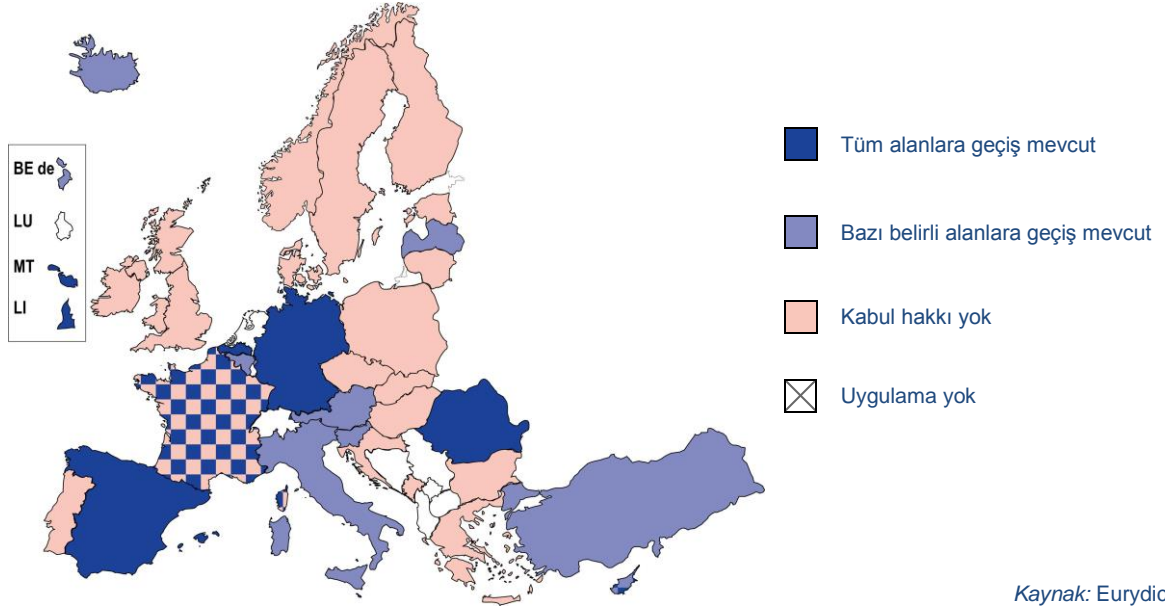 BE de
LU
MT
LI
Tüm alanlara geçiş mevcut
Bazı belirli alanlara geçiş mevcut
Kabul hakkı yok
Uygulama yok
Kaynak: Eurydic